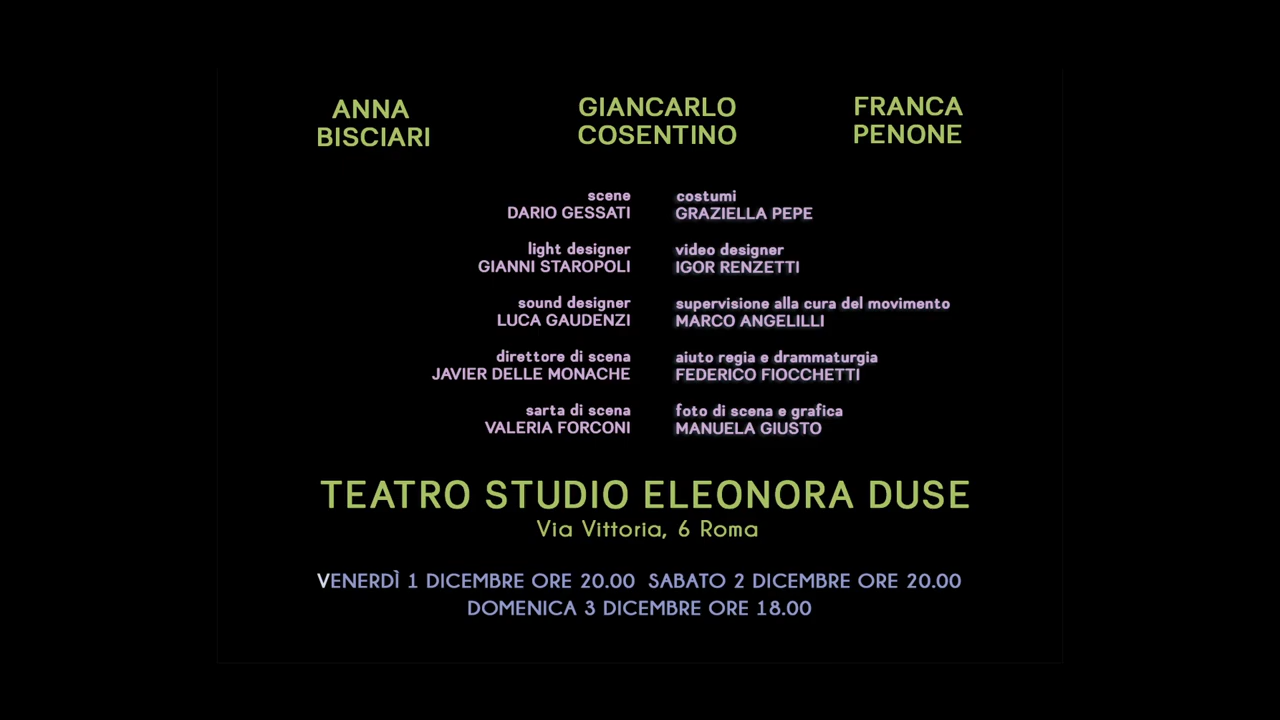 ANNA
BISCIARI
GIANCARLO
COSENTINO
FRANCA
PENONE
scene
DARIO GESSATI
costumi
GRAZIELLA PEPE
light designer
GIANNI STAROPOLI
video designer
IGOR RENZETTI
sound designer
LUCA GAUDENZI
supervisione alla cura del movimento
MARCO ANGELILLI
direttore di scena
JAVIER DELLE MONACHE
aiuto regia e drammaturgia
FEDERICO FIOCCHETTI
sarta di scena
VALERIA FORCONI
foto di scena e grafica
MANUELA GIUSTO
TEATRO STUDIO ELEONORA DUSE
Via Vittoria, 6 Roma
VENERDÌ 1 DICEMBRE ORE 20.00 SABATO 2 DICEMBRE ORE 20.00
DOMENICA 3 DICEMBRE ORE 18.00